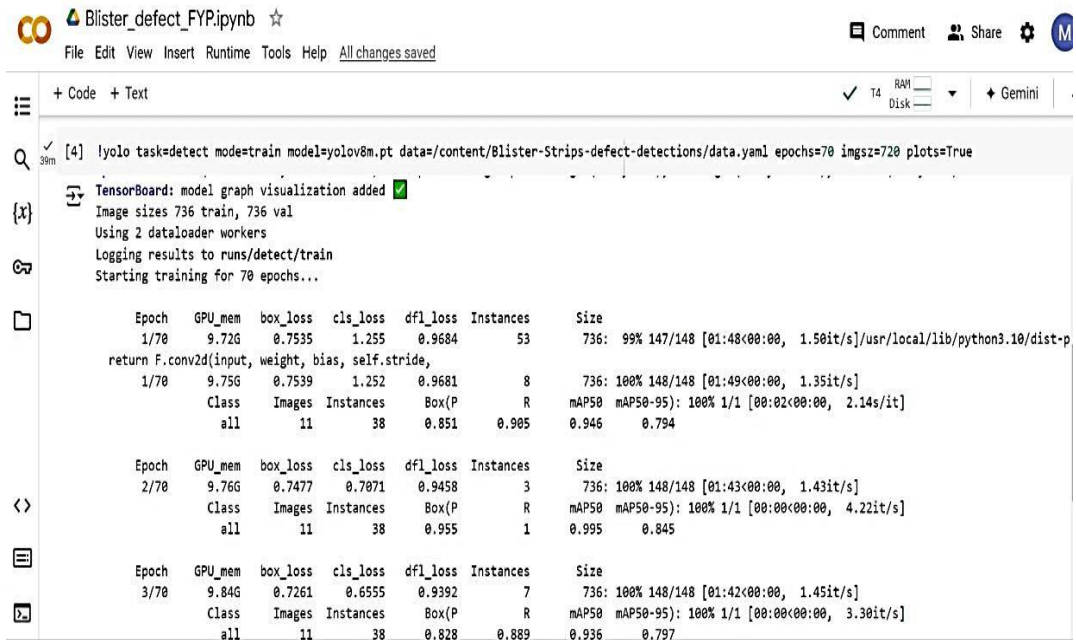 Blister_defect_FYP.ipynb
Comment Share M
File Edit View Insert Runtime Tools Help All changes saved
+ Code + Text
T4 RAM Disk Gemini
39m [4] !yolo task=detect mode=train model=yolov8m.pt data=/content/Blister-Strips-defect-detections/data.yaml epochs=70 imgsz=720 plots=True
TensorBoard: model graph visualization added ✅
Image sizes 736 train, 736 val
Using 2 dataloader workers
Logging results to runs/detect/train
Starting training for 70 epochs...
Epoch GPU_mem box_loss cls_loss dfl_loss Instances Size
1/70 9.72G 0.7535 1.255 0.9684 53 736: 99% 147/148 [01:48<00:00, 1.50it/s]/usr/local/lib/python3.10/dist-p
return F.conv2d(input, weight, bias, self.stride,
1/70 9.75G 0.7539 1.252 0.9681 8 736: 100% 148/148 [01:49<00:00, 1.35it/s]
Class Images Instances Box(P R mAP50 mAP50-95): 100% 1/1 [00:02<00:00, 2.14s/it]
all 11 38 0.851 0.905 0.946 0.794
Epoch GPU_mem box_loss cls_loss dfl_loss Instances Size
2/70 9.76G 0.7477 0.7071 0.9458 3 736: 100% 148/148 [01:43<00:00, 1.43it/s]
Class Images Instances Box(P R mAP50 mAP50-95): 100% 1/1 [00:00<00:00, 4.22it/s]
all 11 38 0.955 1 0.995 0.845
Epoch GPU_mem box_loss cls_loss dfl_loss Instances Size
3/70 9.84G 0.7261 0.6555 0.9392 7 736: 100% 148/148 [01:42<00:00, 1.45it/s]
Class Images Instances Box(P R mAP50 mAP50-95): 100% 1/1 [00:00<00:00, 3.30it/s]
all 11 38 0.828 0.889 0.936 0.797